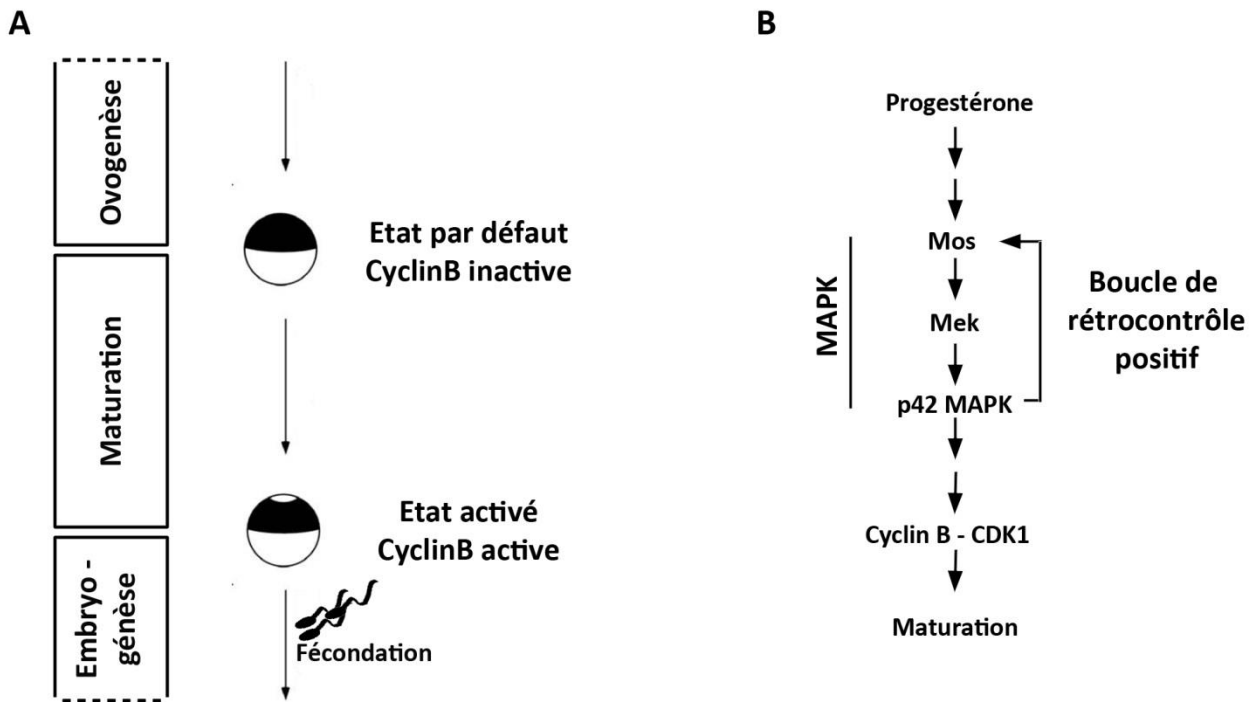 A
Ovogenèse
Maturation
Embryo -
génèse
Etat par défaut
CyclinB inactive
Etat activé
CyclinB active
Fécondation
B
Progestérone
Mos
Mek
p42 MAPK
MAPK
Boucle de
rétrocontrôle
positif
Cyclin B - CDK1
Maturation